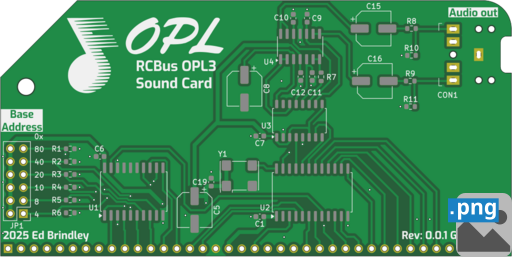 OPL
RCBus OPL3
Sound Card
Audio out
C10
C9
C15
R8
R10
U4
C16
R9
C8
C12
C11
R7
CON1
R11
Base
Address
0x
U3
C7
80
R1
C6
40
R2
Y1
20
R3
10
R4
C19
8
R5
U1
C5
U2
4
R6
C1
JP1
2025 Ed Brindley
Rev: 0.0.1 G
.png